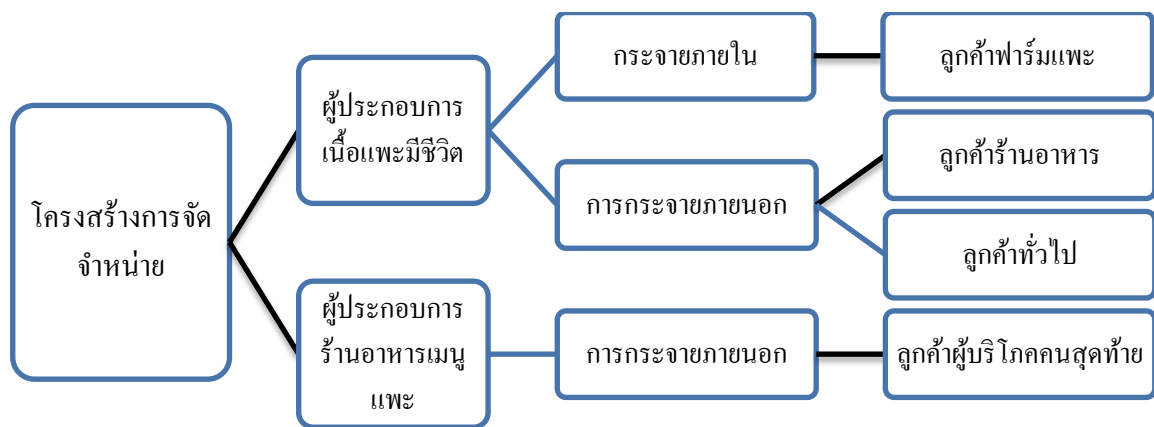 โครงสร้างการจัด
จำหน่าย
ผู้ประกอบการ
เนื้อแพะมีชีวิต
กระจายภายใน
ลูกค้าฟาร์มแพะ
การกระจายภายนอก
ลูกค้าร้านอาหาร
ลูกค้าทั่วไป
ผู้ประกอบการ
ร้านอาหารเมนู
แพะ
การกระจายภายนอก
ลูกค้าผู้บริโภคคนสุดท้าย